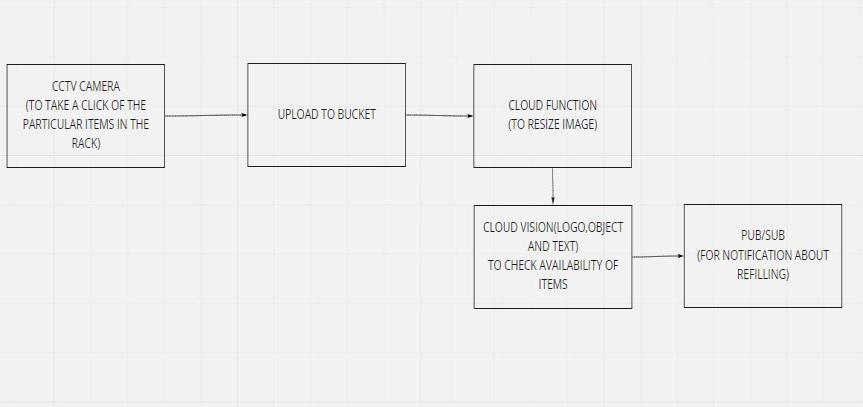 CCTV CAMERA
(TO TAKE A CLICK OF THE
PARTICULAR ITEMS IN THE
RACK)
UPLOAD TO BUCKET
CLOUD FUNCTION
(TO RESIZE IMAGE)
CLOUD VISION(LOGO,OBJECT
AND TEXT)
TO CHECK AVAILABILITY OF
ITEMS
PUB/SUB
(FOR NOTIFICATION ABOUT
REFILLING)